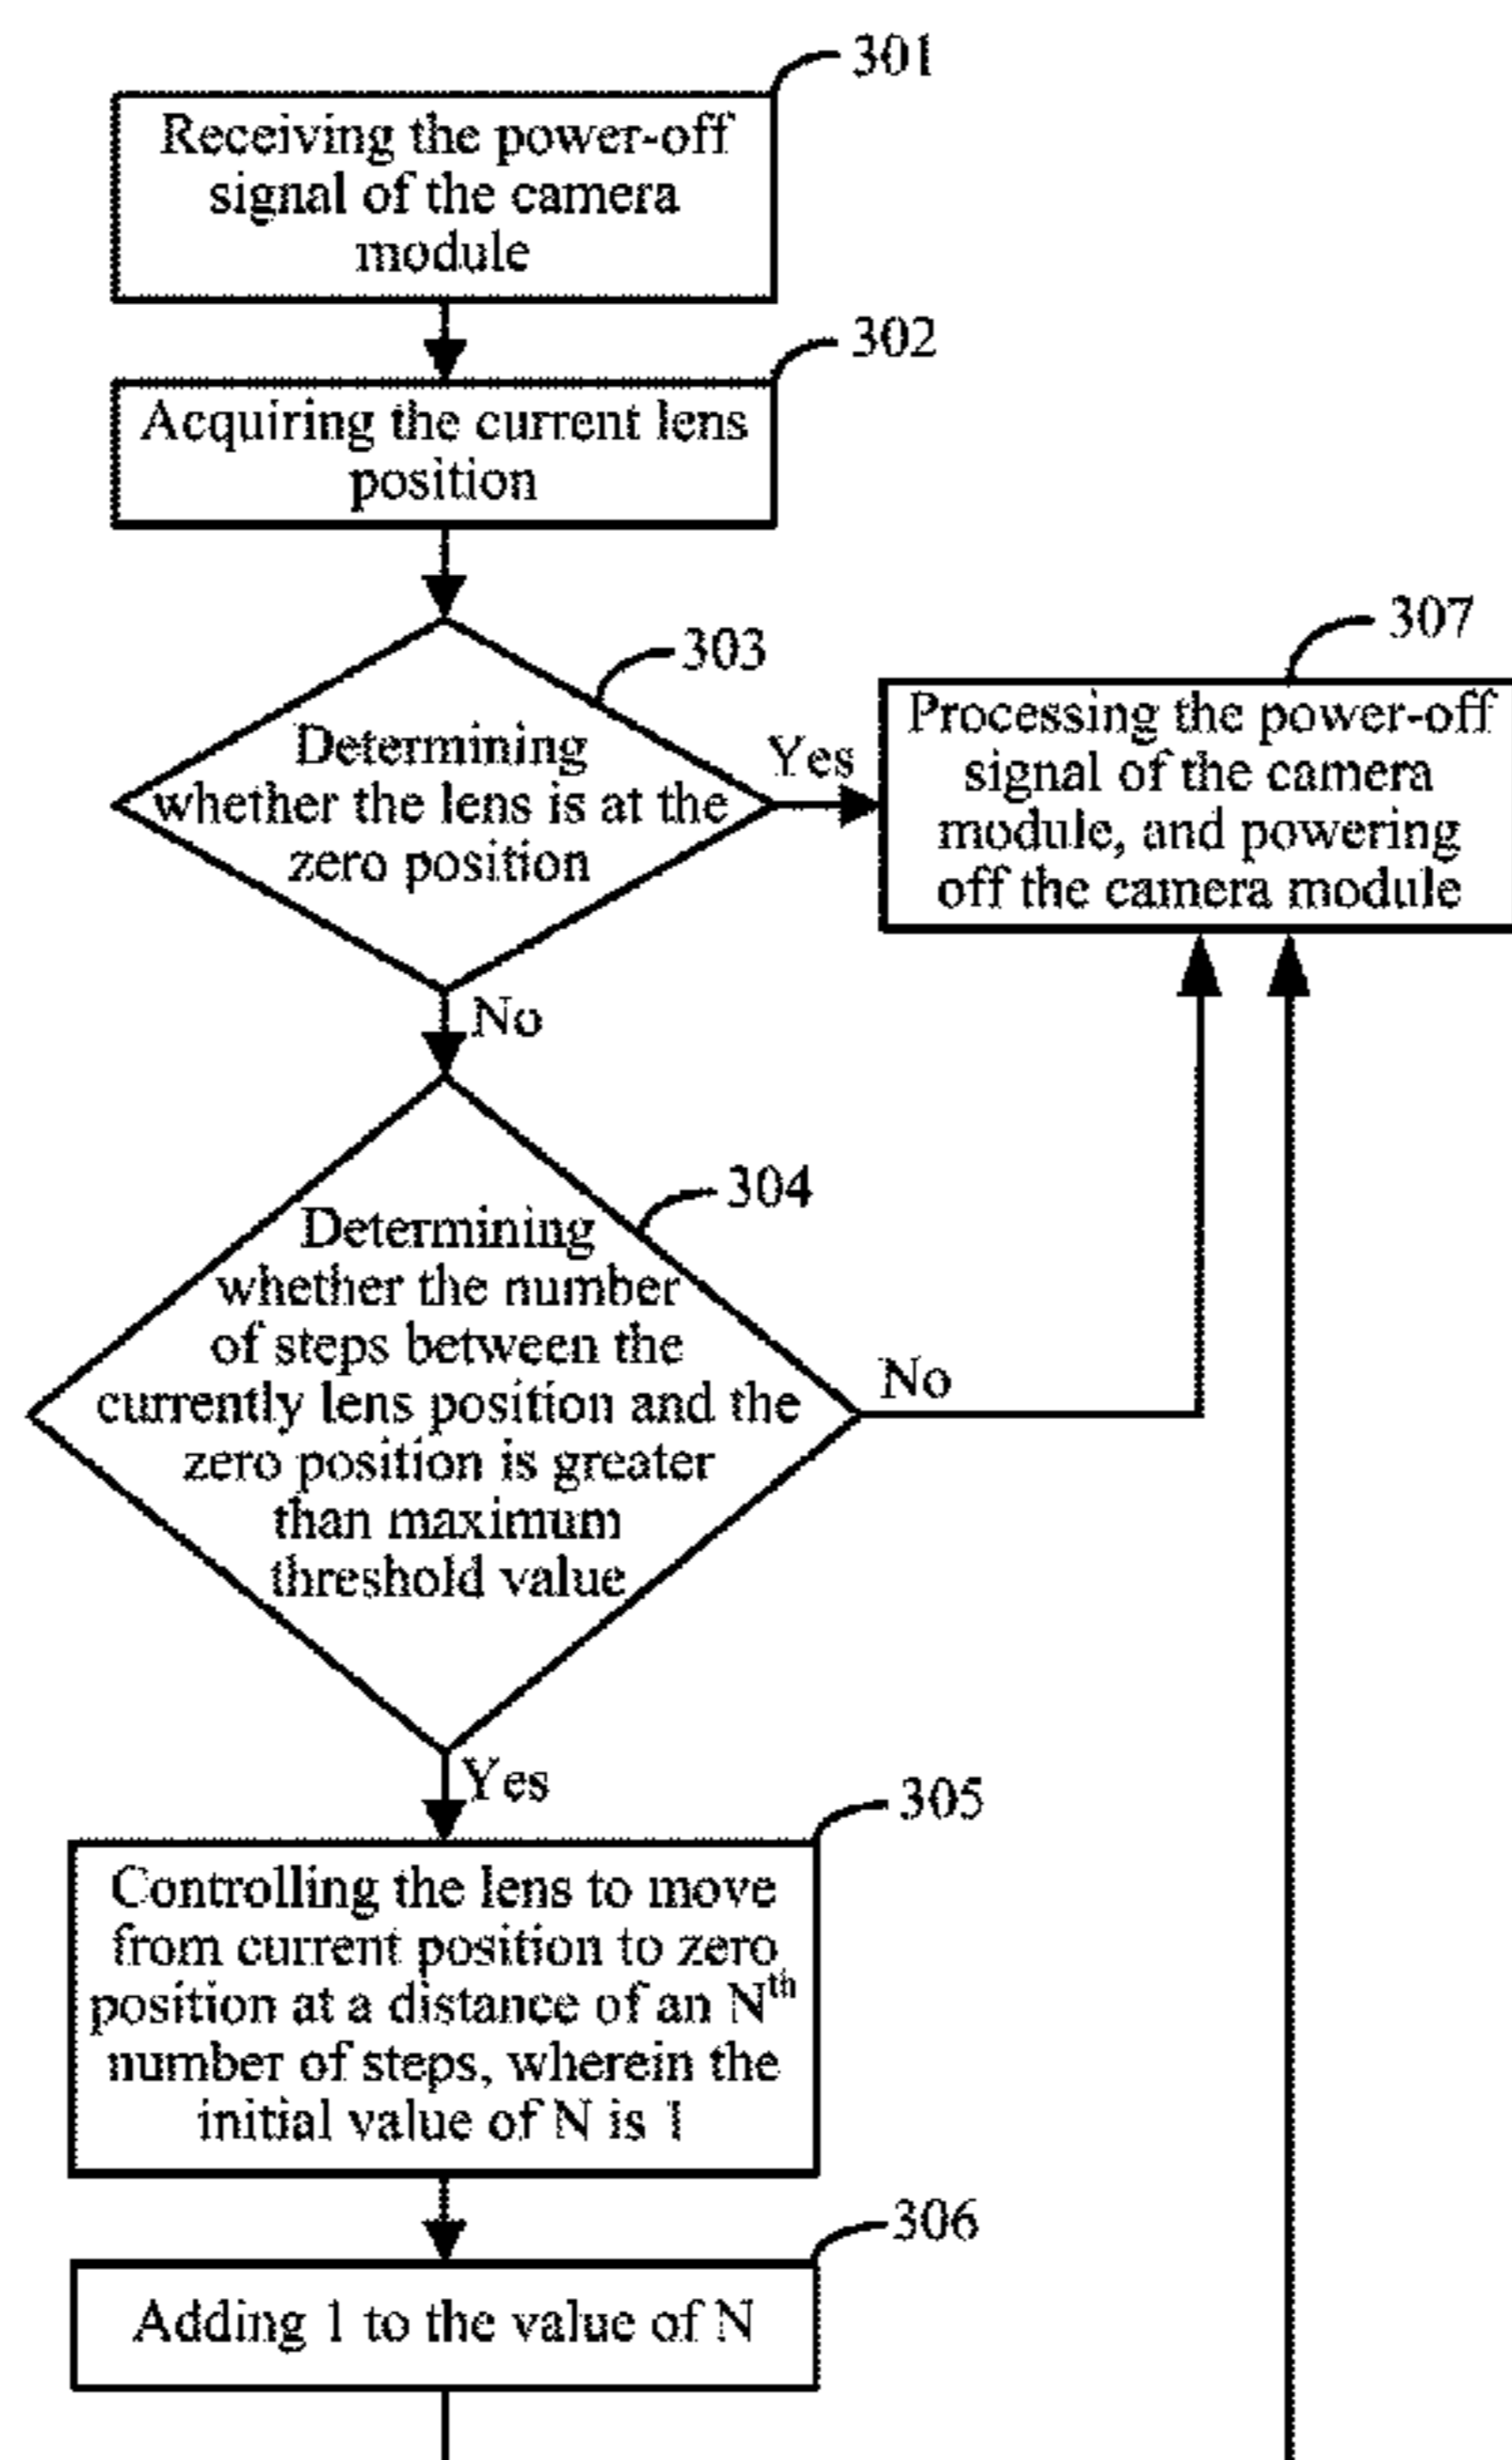 301
Receiving the power-off
signal of the camera
module
302
Acquiring the current lens
position
303
Determining
whether the lens is at the
zero position
Yes
307
Processing the power-off
signal of the camera
module, and powering
off the camera module
No
304
Determining
whether the number
of steps between the
currently lens position and the
zero position is greater
than maximum
threshold value
No
Yes
305
Controlling the lens to move
from current position to zero
position at a distance of an Nth
number of steps, wherein the
initial value of N is 1
306
Adding 1 to the value of N